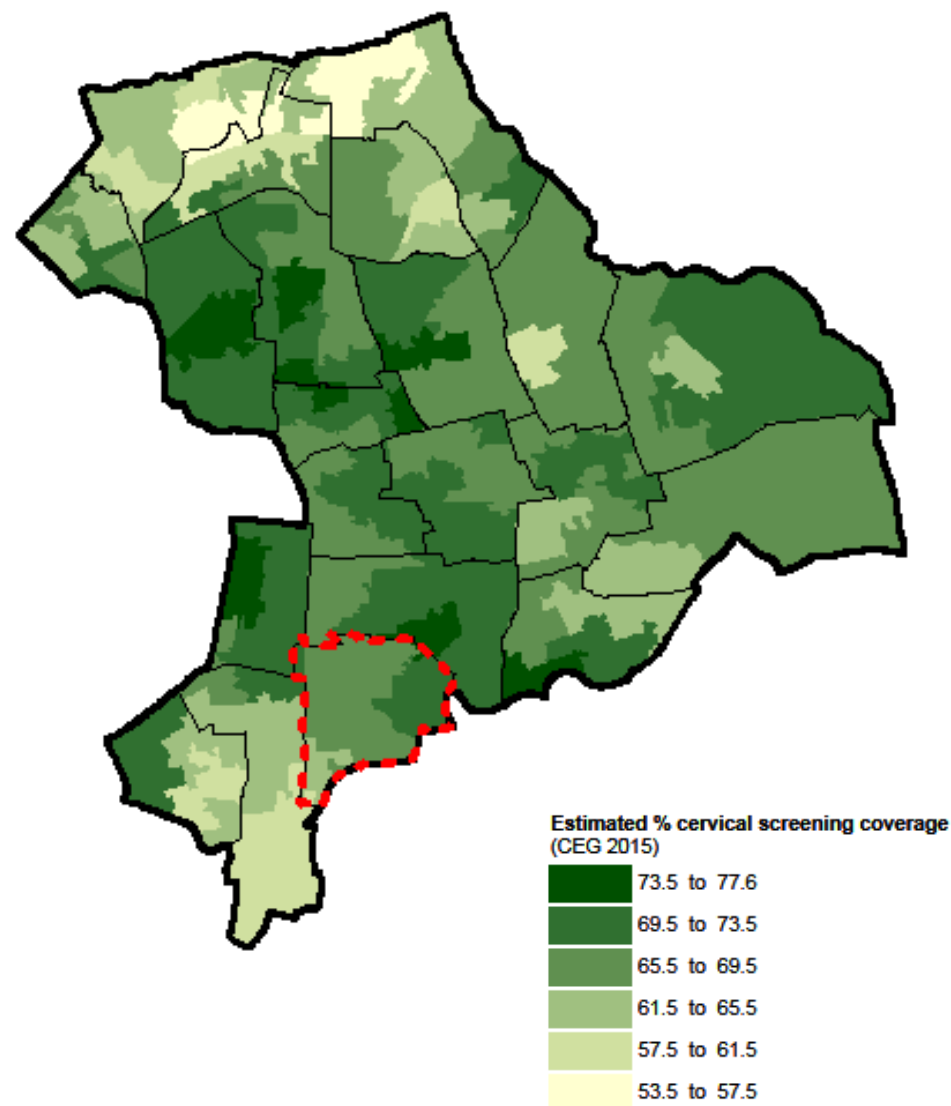 Estimated % cervical screening coverage
(CEG 2015)
73.5 to 77.6
69.5 to 73.5
65.5 to 69.5
61.5 to 65.5
57.5 to 61.5
53.5 to 57.5